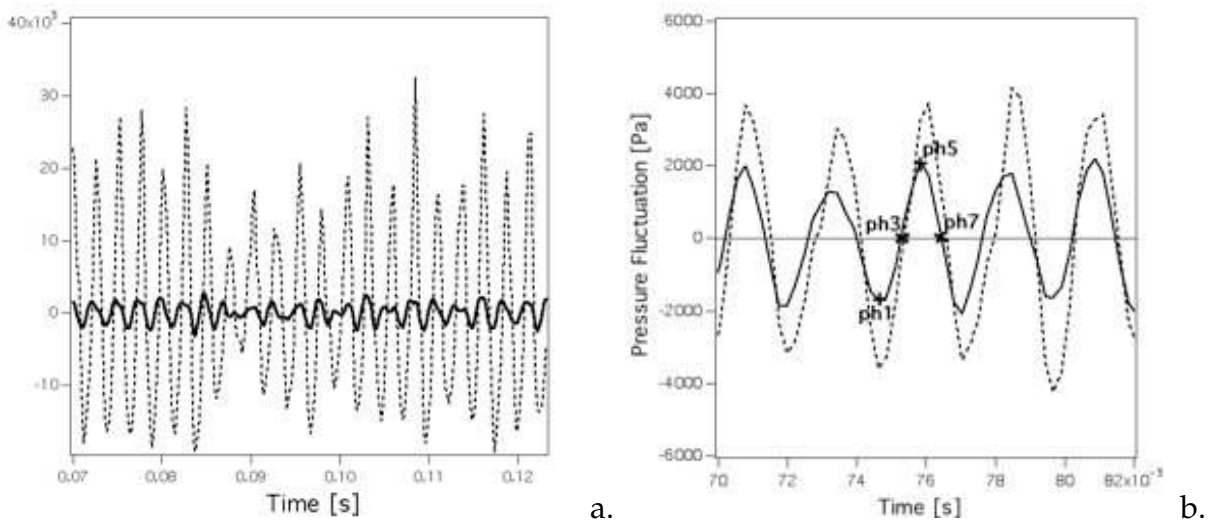 40x10³
30
20
10
0
-10
0.07 0.08 0.09 0.10 0.11 0.12
Time [s]
a.
6000
4000
2000
0
-2000
-4000
-6000
Pressure Fluctuation [Pa]
ph5
ph3
ph7
ph1
70 72 74 76 78 80 82x10⁻³
Time [s]
b.